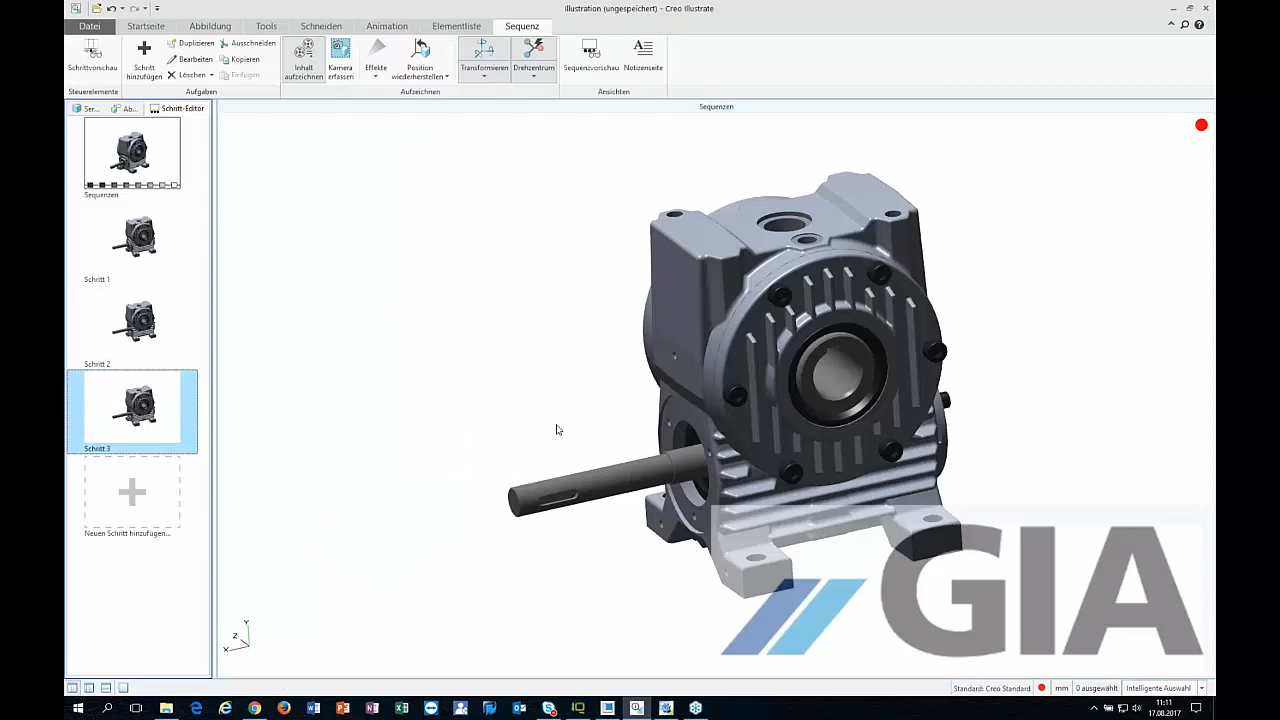 Illustration (ungespeichert) - Creo Illustrate
Datei
Startseite
Abbildung
Tools
Schneiden
Animation
Elementliste
Sequenz
Schrittvorschau
Schritt
hinzufügen
Duplizieren
Bearbeiten
Löschen
Ausschneiden
Kopieren
Einfügen
Inhalt
aufzeichnen
Kamera
erfassen
Effekte
Position
wiederherstellen
Transformieren
Drehzentrum
Sequenzvorschau
Notizenseite
Steuerelemente
Aufgaben
Aufzeichnen
Ansichten
Ser...
Ab...
Schritt-Editor
Sequenzen
Sequenzen
Schritt 1
Schritt 2
Schritt 3
Neuen Schritt hinzufügen...
Y
Z
X
GIA
Standard: Creo Standard
mm
0 ausgewählt
Intelligente Auswahl
11:11
17.08.2017